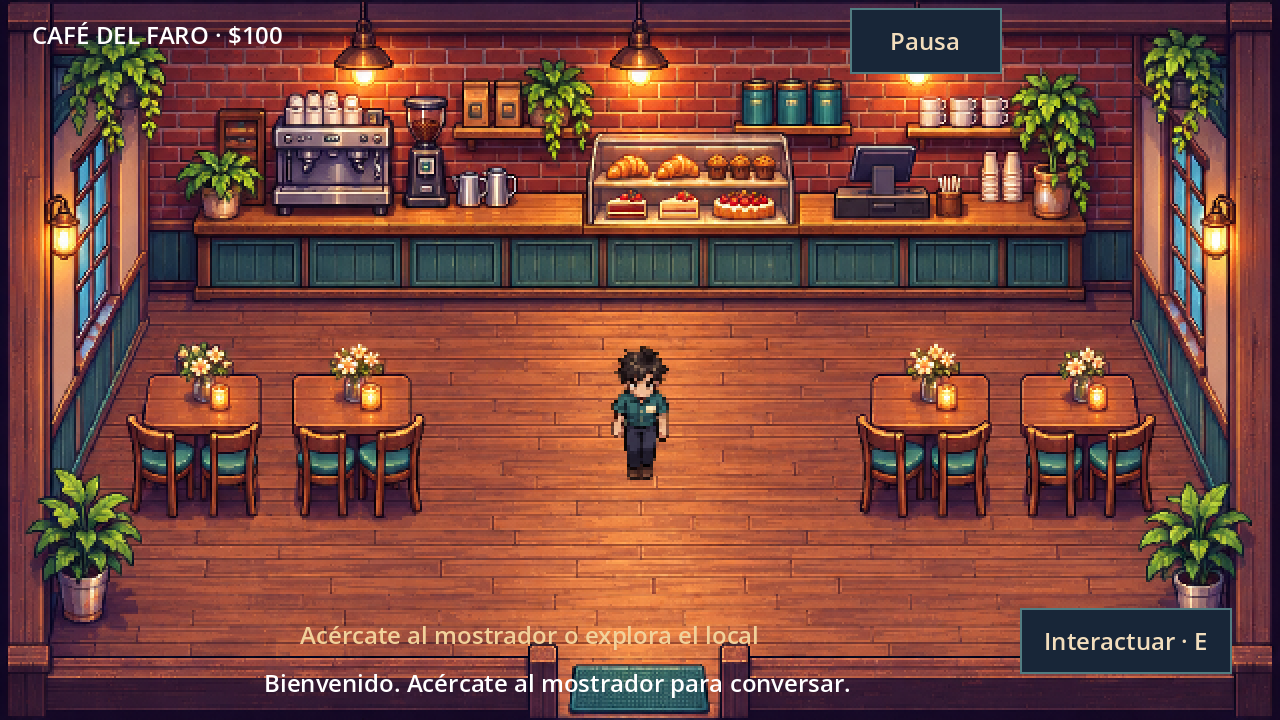 CAFÉ DEL FARO · $100
Pausa
Acércate al mostrador o explora el local
Interactuar · E
Bienvenido. Acércate al mostrador para conversar.